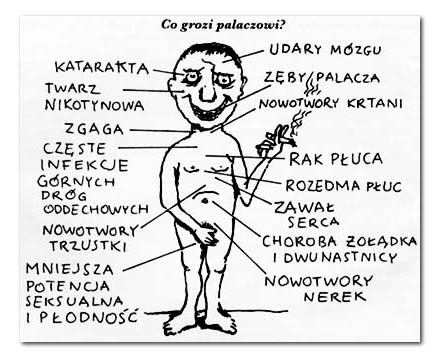 Co grozi palaczowi?
UDARY MÓZGU
KATARAKTA
ZĘBY PALACZA
TWARZ
NIKOTYNOWA
NOWOTWORY KRTANI
ZGAGA
CZĘSTE
INFEKCJE
GÓRNYCH
DRÓG
ODDECHOWYCH
RAK PŁUCA
ROZEDMA PŁUC
ZAWAŁ
SERCA
NOWOTWORY
TRZUSTKI
CHOROBA ŻOŁĄDKA
I DWUNASTNICY
MNIEJSZA
POTENCJA
SEKSUALNA
I PŁODNOŚĆ
NOWOTWORY
NEREK